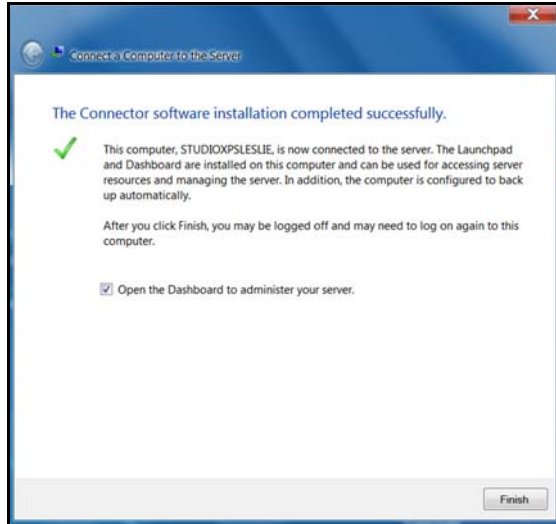 Connect a Computer to the Server
The Connector software installation completed successfully.
This computer, STUDIOXPSLESLIE, is now connected to the server. The Launchpad
and Dashboard are installed on this computer and can be used for accessing server
resources and managing the server. In addition, the computer is configured to back
up automatically.
After you click Finish, you may be logged off and may need to log on again to this
computer.
Open the Dashboard to administer your server.
Finish